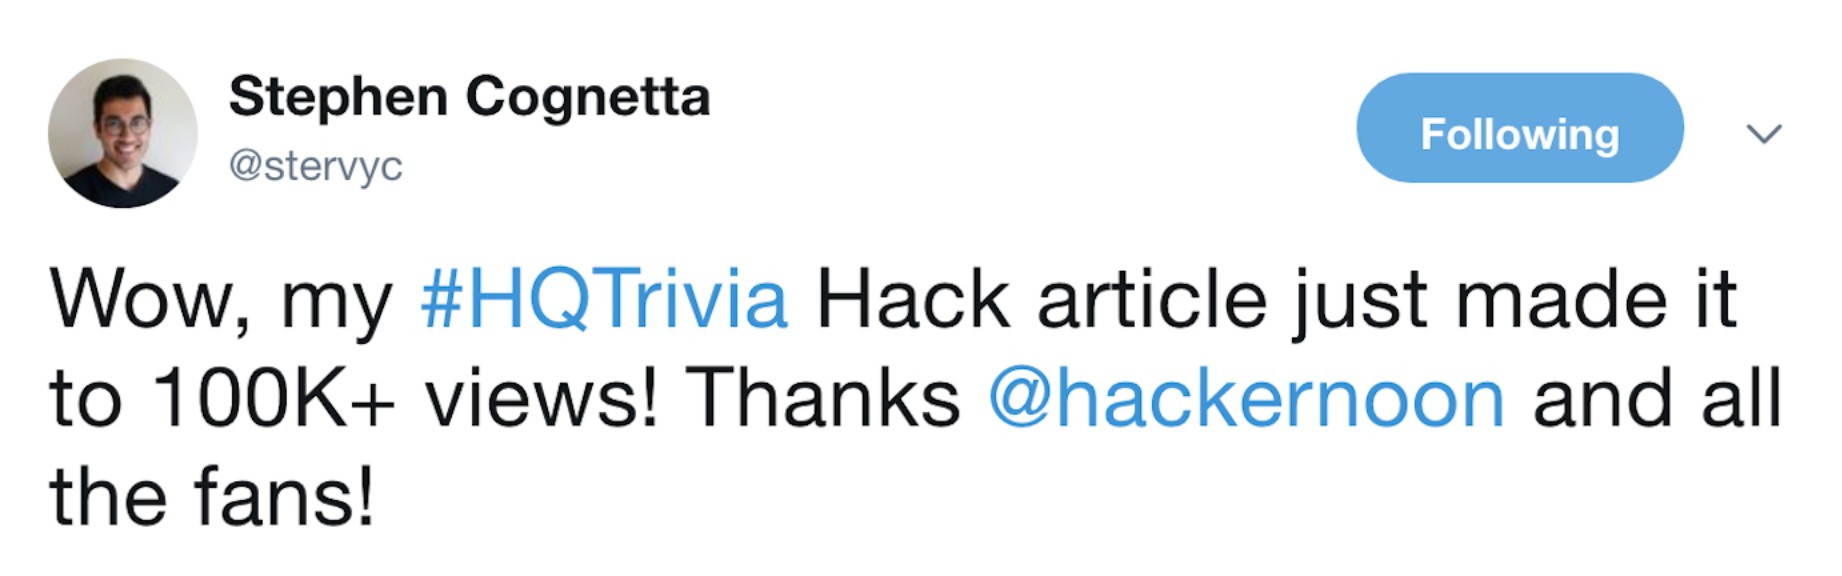 Stephen Cognetta
@stervyc
Following
Wow, my #HQTrivia Hack article just made it
to 100K+ views! Thanks @hackernoon and all
the fans!